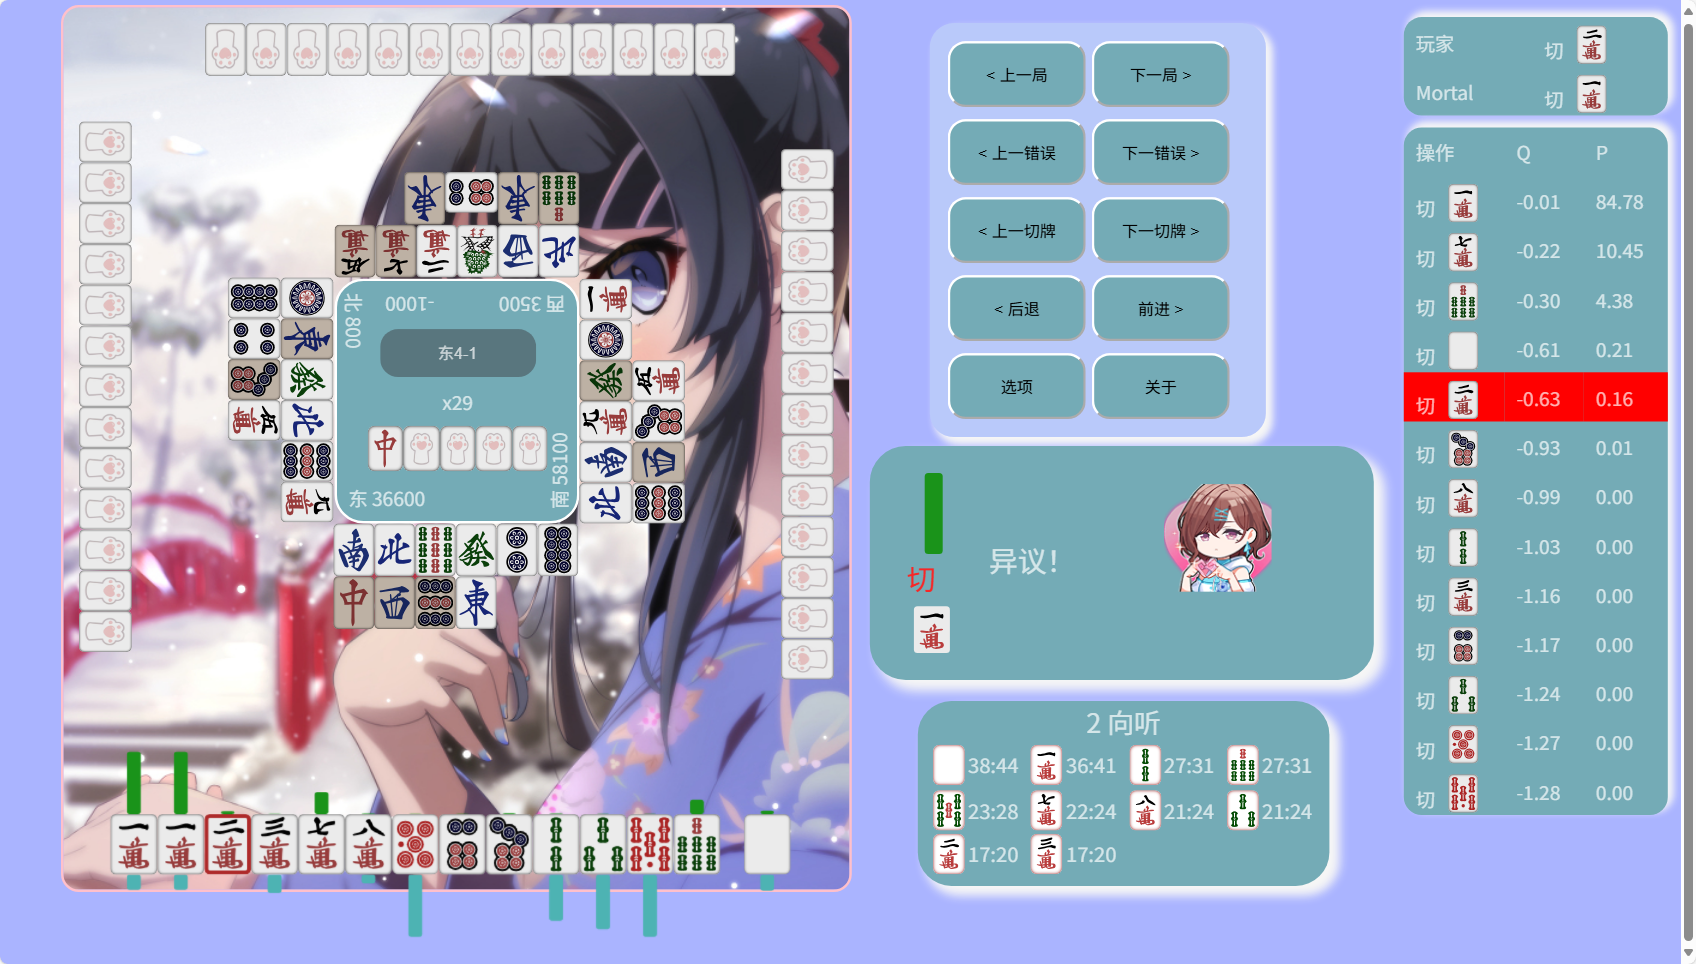 北 800
-1000
西 3500
东4-1
x29
东 36600
南 58100
< 上一局
下一局 >
< 上一错误
下一错误 >
< 上一切牌
下一切牌 >
< 后退
前进 >
选项
关于
切
异议!
2 向听
38:44
36:41
27:31
27:31
23:28
22:24
21:24
21:24
17:20
17:20
玩家 切
Mortal 切
操作 Q P
切 -0.01 84.78
切 -0.22 10.45
切 -0.30 4.38
切 -0.61 0.21
切 -0.63 0.16
切 -0.93 0.01
切 -0.99 0.00
切 -1.03 0.00
切 -1.16 0.00
切 -1.17 0.00
切 -1.24 0.00
切 -1.27 0.00
切 -1.28 0.00